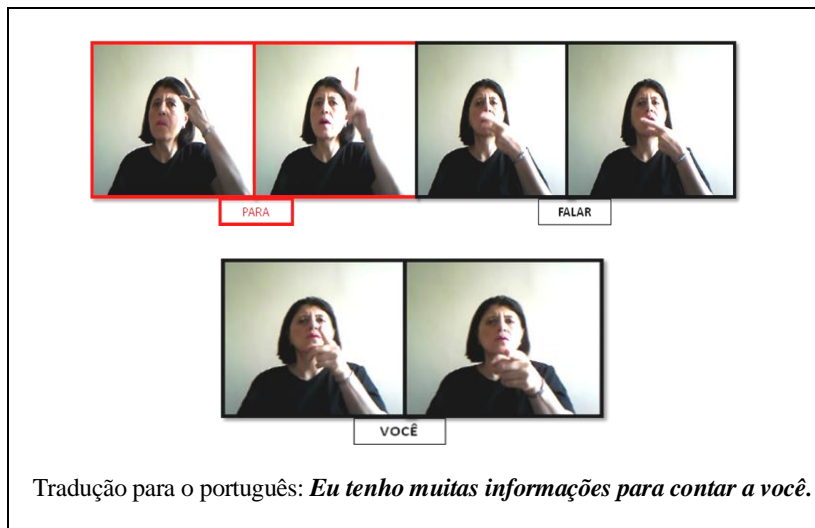 PARA
FALAR
VOCÊ
Tradução para o português: Eu tenho muitas informações para contar a você.